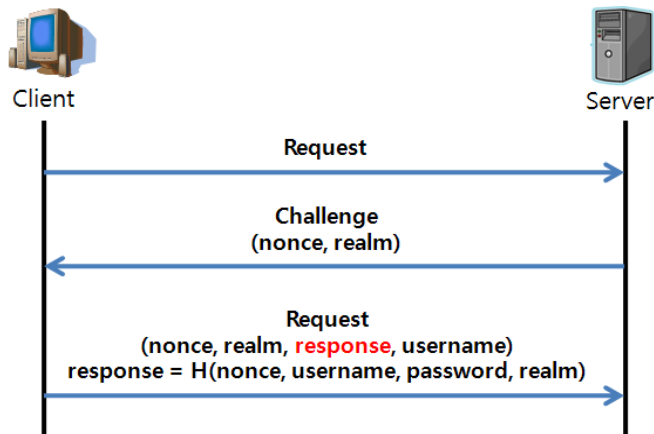 Client
Server
Request
Challenge
(nonce, realm)
Request
(nonce, realm, response, username)
response = H(nonce, username, password, realm)